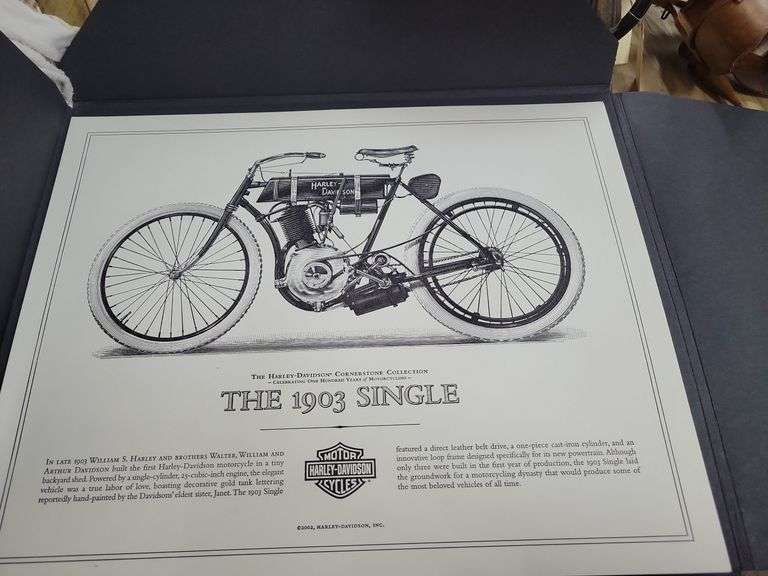 HARLEY-
DAVIDSON
THE HARLEY-DAVIDSON® CORNERSTONE COLLECTION
– CELEBRATING ONE HUNDRED YEARS of MOTORCYCLING –
THE 1903 SINGLE
IN LATE 1903 WILLIAM S. HARLEY AND BROTHERS WALTER, WILLIAM AND
ARTHUR DAVIDSON built the first Harley-Davidson motorcycle in a tiny
backyard shed. Powered by a single-cylinder, 25-cubic-inch engine, the elegant
vehicle was a true labor of love, boasting decorative gold tank lettering
reportedly hand-painted by the Davidsons' eldest sister, Janet. The 1903 Single
MOTOR
HARLEY-DAVIDSON
CYCLES
featured a direct leather belt drive, a one-piece cast-iron cylinder, and an
innovative loop frame designed specifically for its new powertrain. Although
only three were built in the first year of production, the 1903 Single laid
the groundwork for a motorcycling dynasty that would produce some of
the most beloved vehicles of all time.
©2002, HARLEY-DAVIDSON, INC.